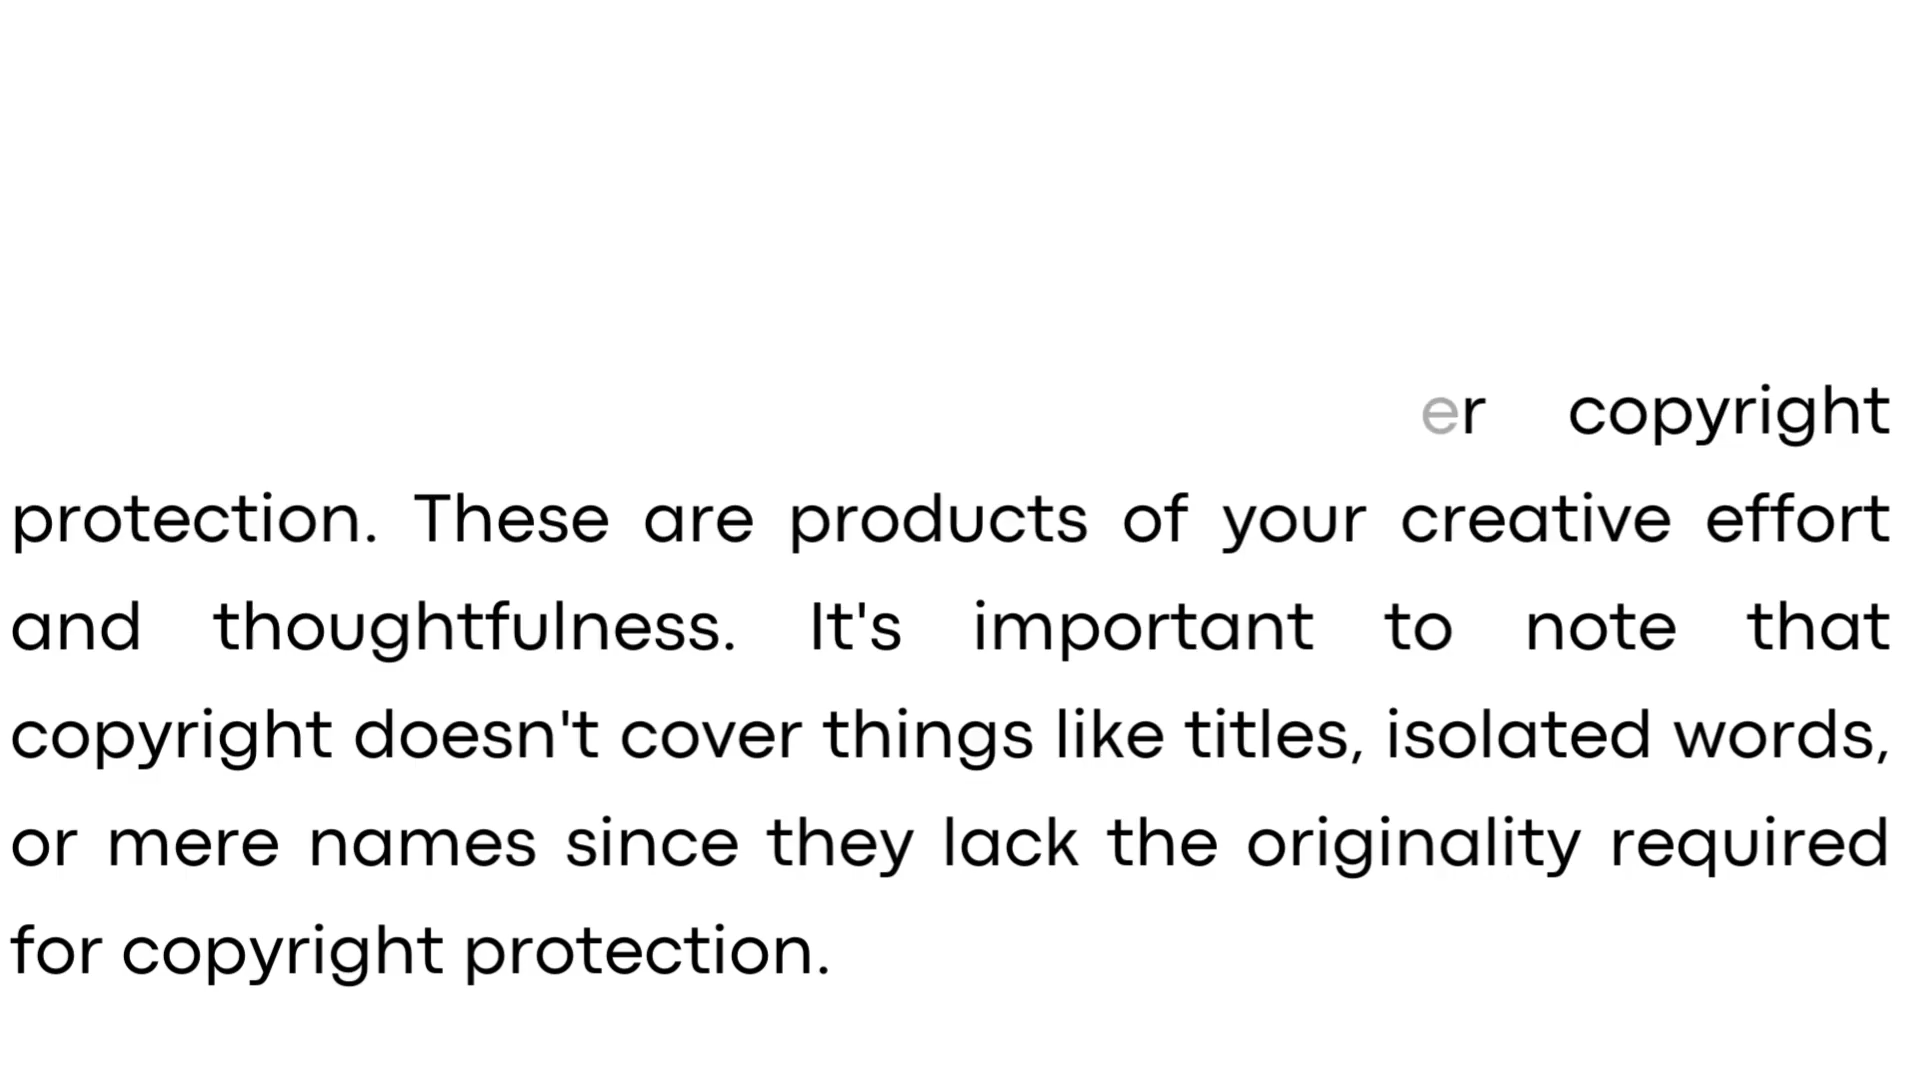 er copyright
protection. These are products of your creative effort
and thoughtfulness. It's important to note that
copyright doesn't cover things like titles, isolated words,
or mere names since they lack the originality required
for copyright protection.